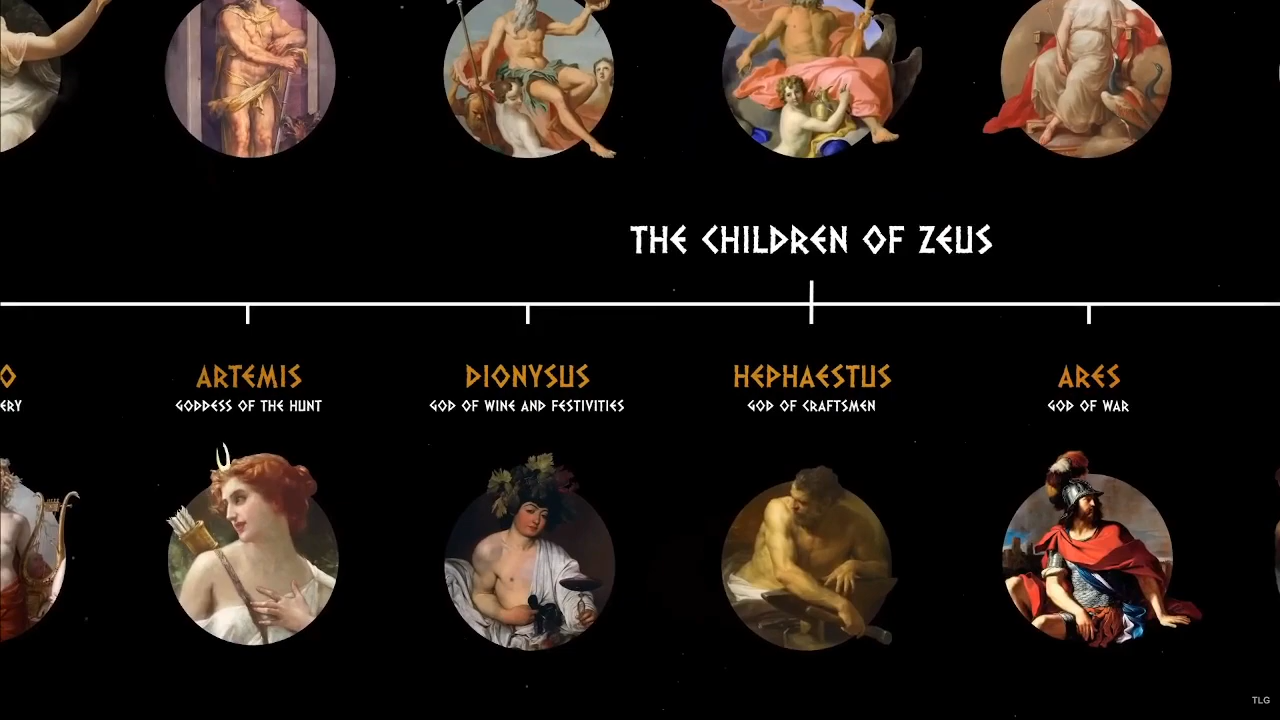 THE CHILDREN OF ZEUS
O
ERY
ARTEMIS
GODDESS OF THE HUNT
DIONYSUS
GOD OF WINE AND FESTIVITIES
HEPHAESTUS
GOD OF CRAFTSMEN
ARES
GOD OF WAR
TLG